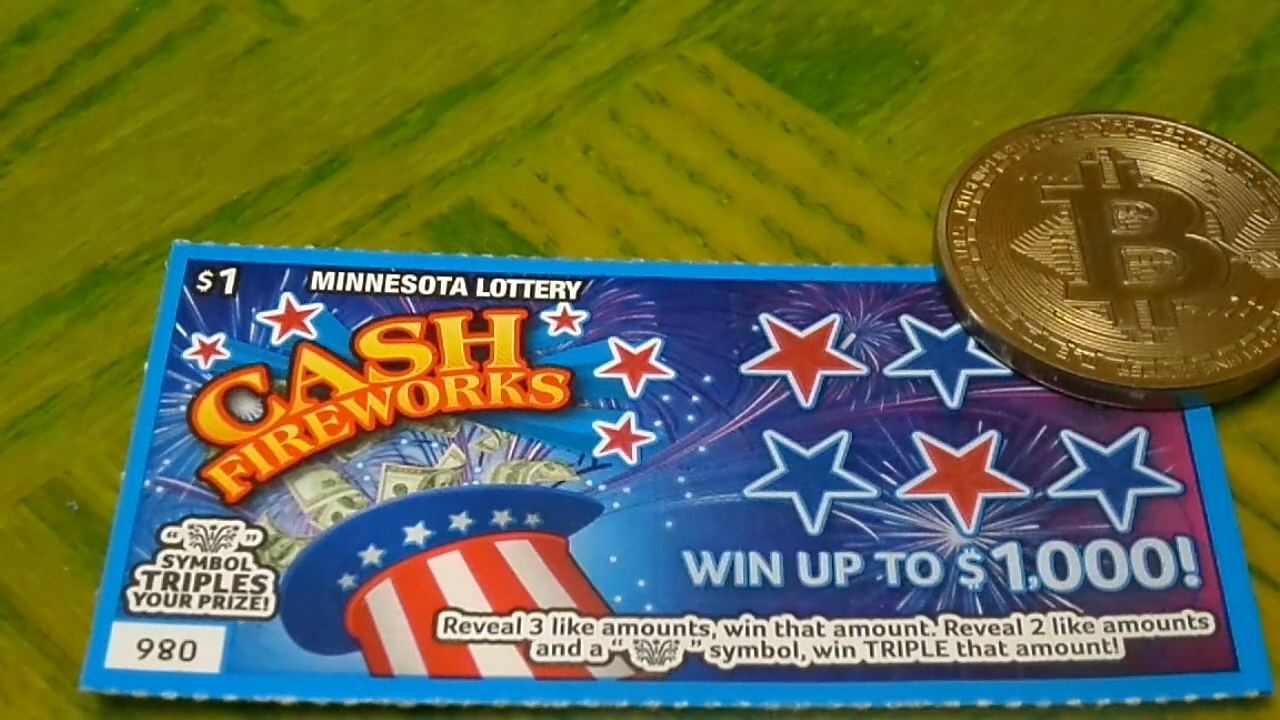 $1 MINNESOTA LOTTERY
CASH
FIREWORKS
" "
SYMBOL
TRIPLES
YOUR PRIZE!
980
WIN UP TO $1,000!
Reveal 3 like amounts, win that amount. Reveal 2 like amounts
and a " " symbol, win TRIPLE that amount!